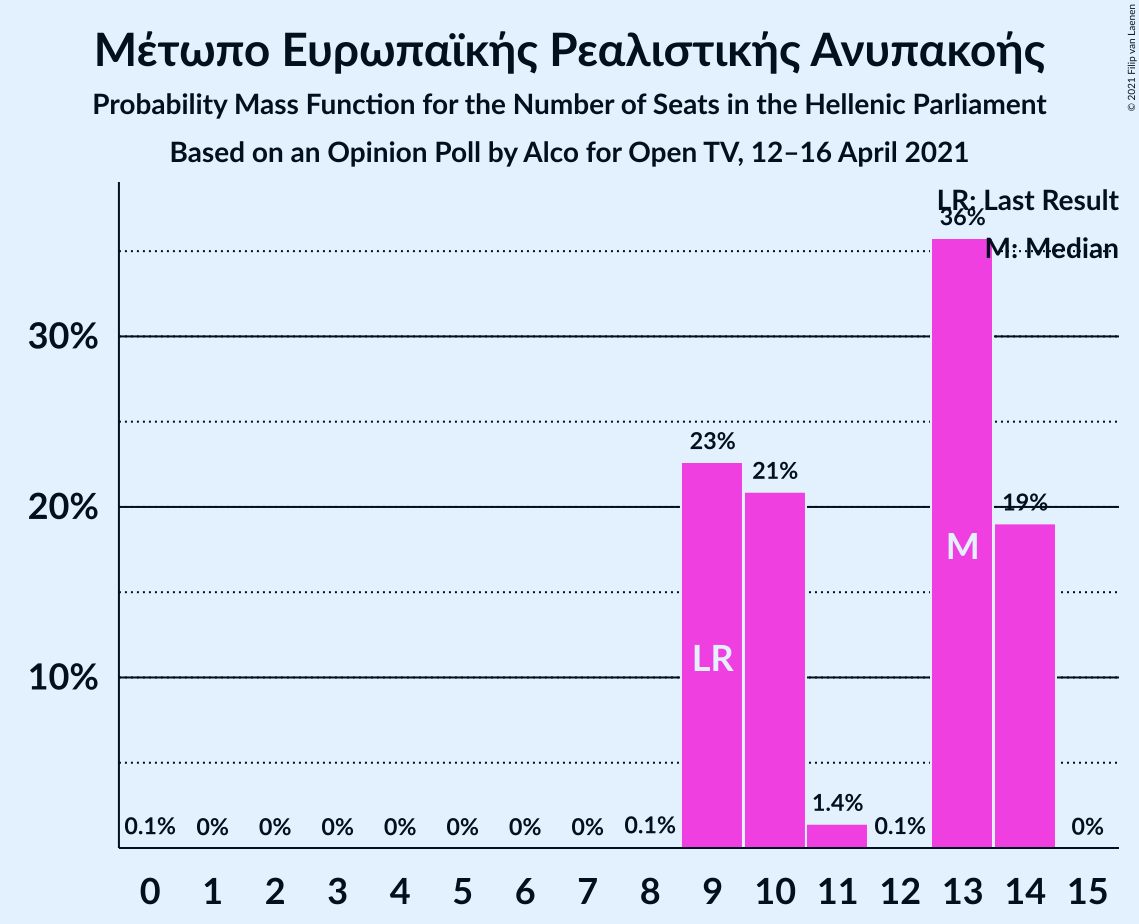 Μέτωπο Ευρωπαϊκής Ρεαλιστικής Ανυπακοής
Probability Mass Function for the Number of Seats in the Hellenic Parliament
Based on an Opinion Poll by Alco for Open TV, 12–16 April 2021
© 2021 Filip van Laenen
LR: Last Result
M: Median
36%
30%
23%
21%
20%
19%
M
LR
10%
1.4%
0.1% 0% 0% 0% 0% 0% 0% 0% 0.1% 0.1% 0%
0 1 2 3 4 5 6 7 8 9 10 11 12 13 14 15